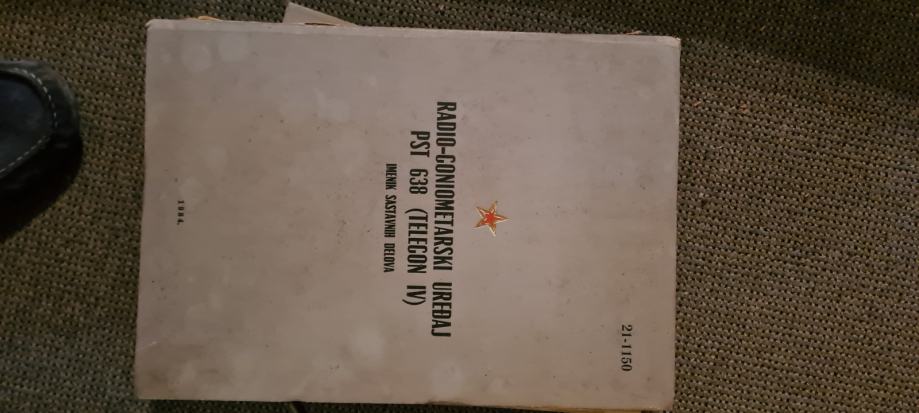 21-1150
RADIO-GONIOMETARSKI UREĐAJ
PST 638 (TELEGON IV)
IMENIK SASTAVNIH DELOVA
1984.